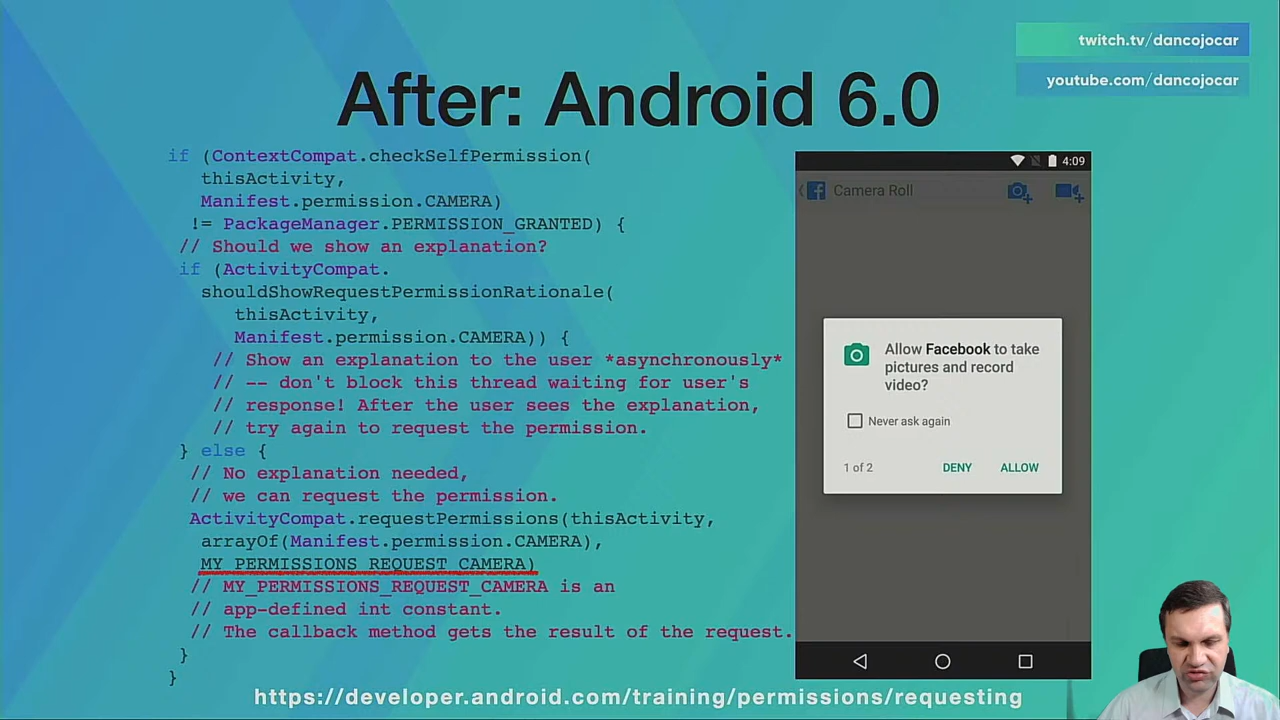 twitch.tv/dancojocar
youtube.com/dancojocar
After: Android 6.0
if (ContextCompat.checkSelfPermission(
thisActivity,
Manifest.permission.CAMERA)
!= PackageManager.PERMISSION_GRANTED) {
// Should we show an explanation?
if (ActivityCompat.
shouldShowRequestPermissionRationale(
thisActivity,
Manifest.permission.CAMERA)) {
// Show an explanation to the user *asynchronously*
// -- don't block this thread waiting for user's
// response! After the user sees the explanation,
// try again to request the permission.
} else {
// No explanation needed,
// we can request the permission.
ActivityCompat.requestPermissions(thisActivity,
arrayOf(Manifest.permission.CAMERA),
MY_PERMISSIONS_REQUEST_CAMERA)
// MY_PERMISSIONS_REQUEST_CAMERA is an
// app-defined int constant.
// The callback method gets the result of the request.
}
}
4:09
Camera Roll
Allow Facebook to take
pictures and record
video?
Never ask again
1 of 2 DENY ALLOW
https://developer.android.com/training/permissions/requesting